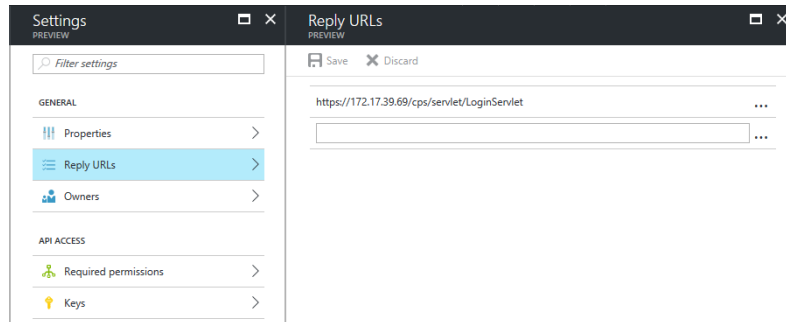 Settings
PREVIEW
Filter settings
GENERAL
Properties
Reply URLs
Owners
API ACCESS
Required permissions
Keys
Reply URLs
PREVIEW
Save Discard
https://172.17.39.69/cps/servlet/LoginServlet